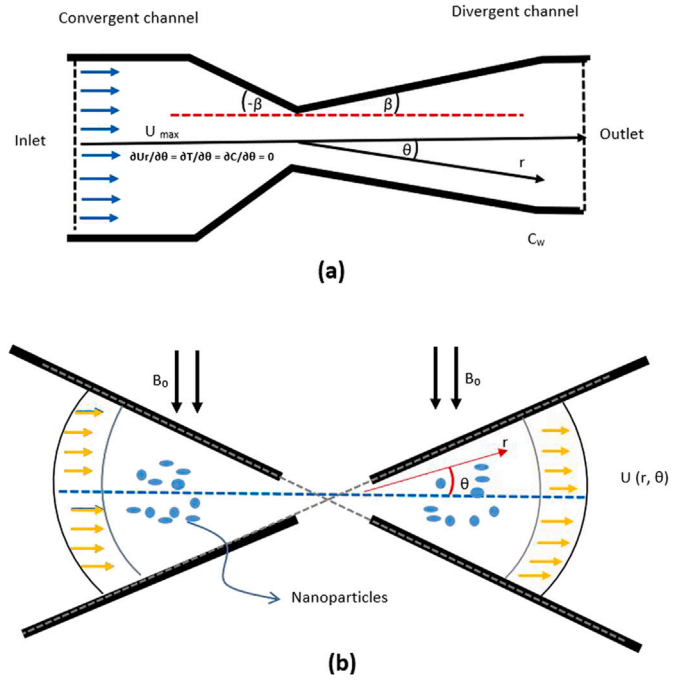 Convergent channel
Divergent channel
(-β
β
Inlet
U max
Outlet
θ
∂Ur/∂θ = ∂T/∂θ = ∂C/∂θ = 0
r
Cw
(a)
B0
B0
r
θ
U (r, θ)
Nanoparticles
(b)